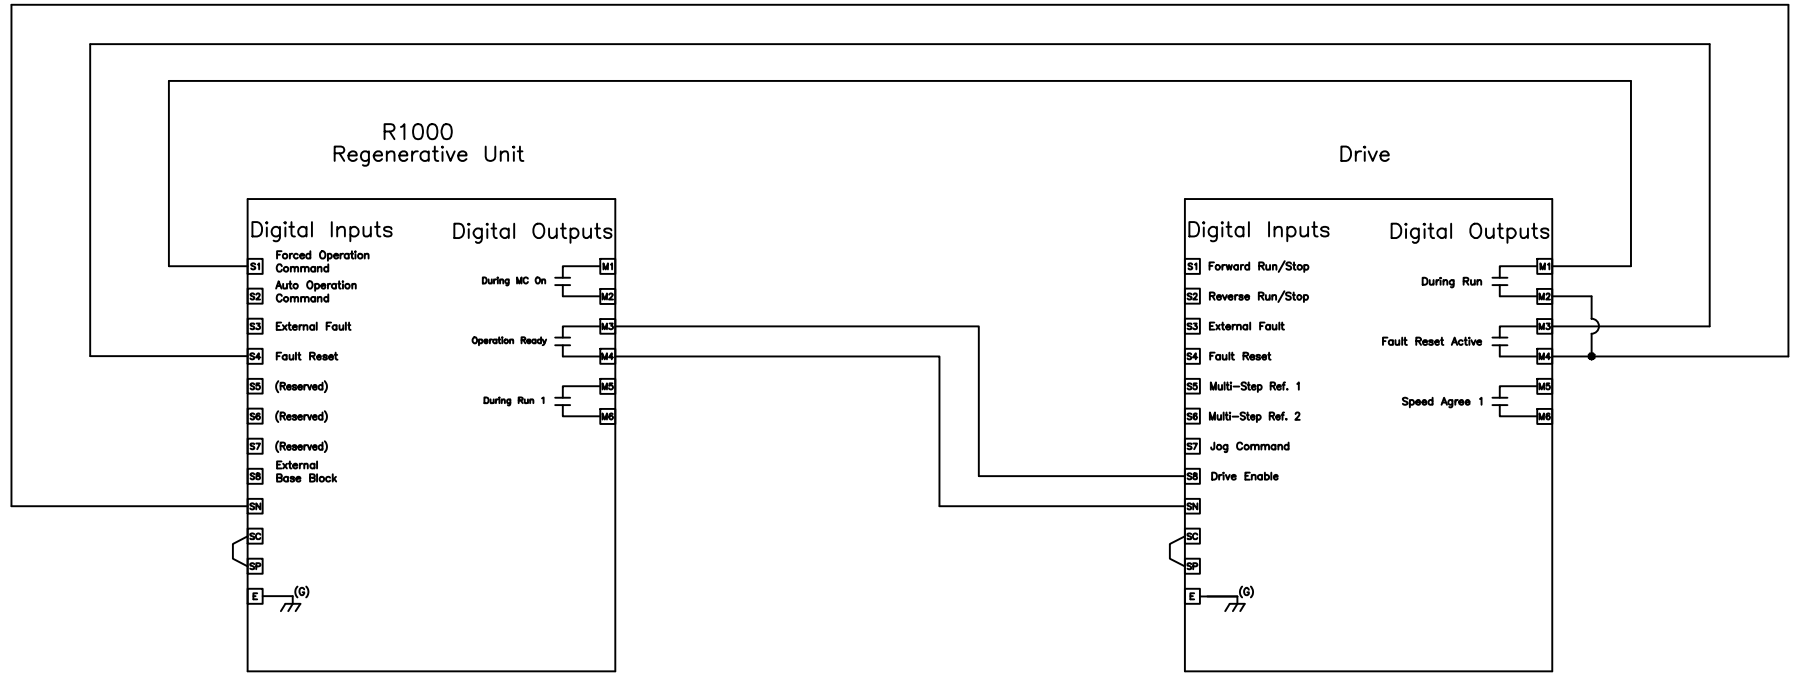 R1000
Regenerative Unit
Digital Inputs
Digital Outputs
S1 Forced Operation
Command
S2 Auto Operation
Command
S3 External Fault
S4 Fault Reset
S5 (Reserved)
S6 (Reserved)
S7 (Reserved)
S8 External
Base Block
SN
SC
SP
E (G)
During MC On
M1
M2
Operation Ready
M3
M4
During Run 1
M5
M6
Drive
Digital Inputs
Digital Outputs
S1 Forward Run/Stop
S2 Reverse Run/Stop
S3 External Fault
S4 Fault Reset
S5 Multi-Step Ref. 1
S6 Multi-Step Ref. 2
S7 Jog Command
S8 Drive Enable
SN
SC
SP
E (G)
During Run
M1
M2
Fault Reset Active
M3
M4
Speed Agree 1
M5
M6